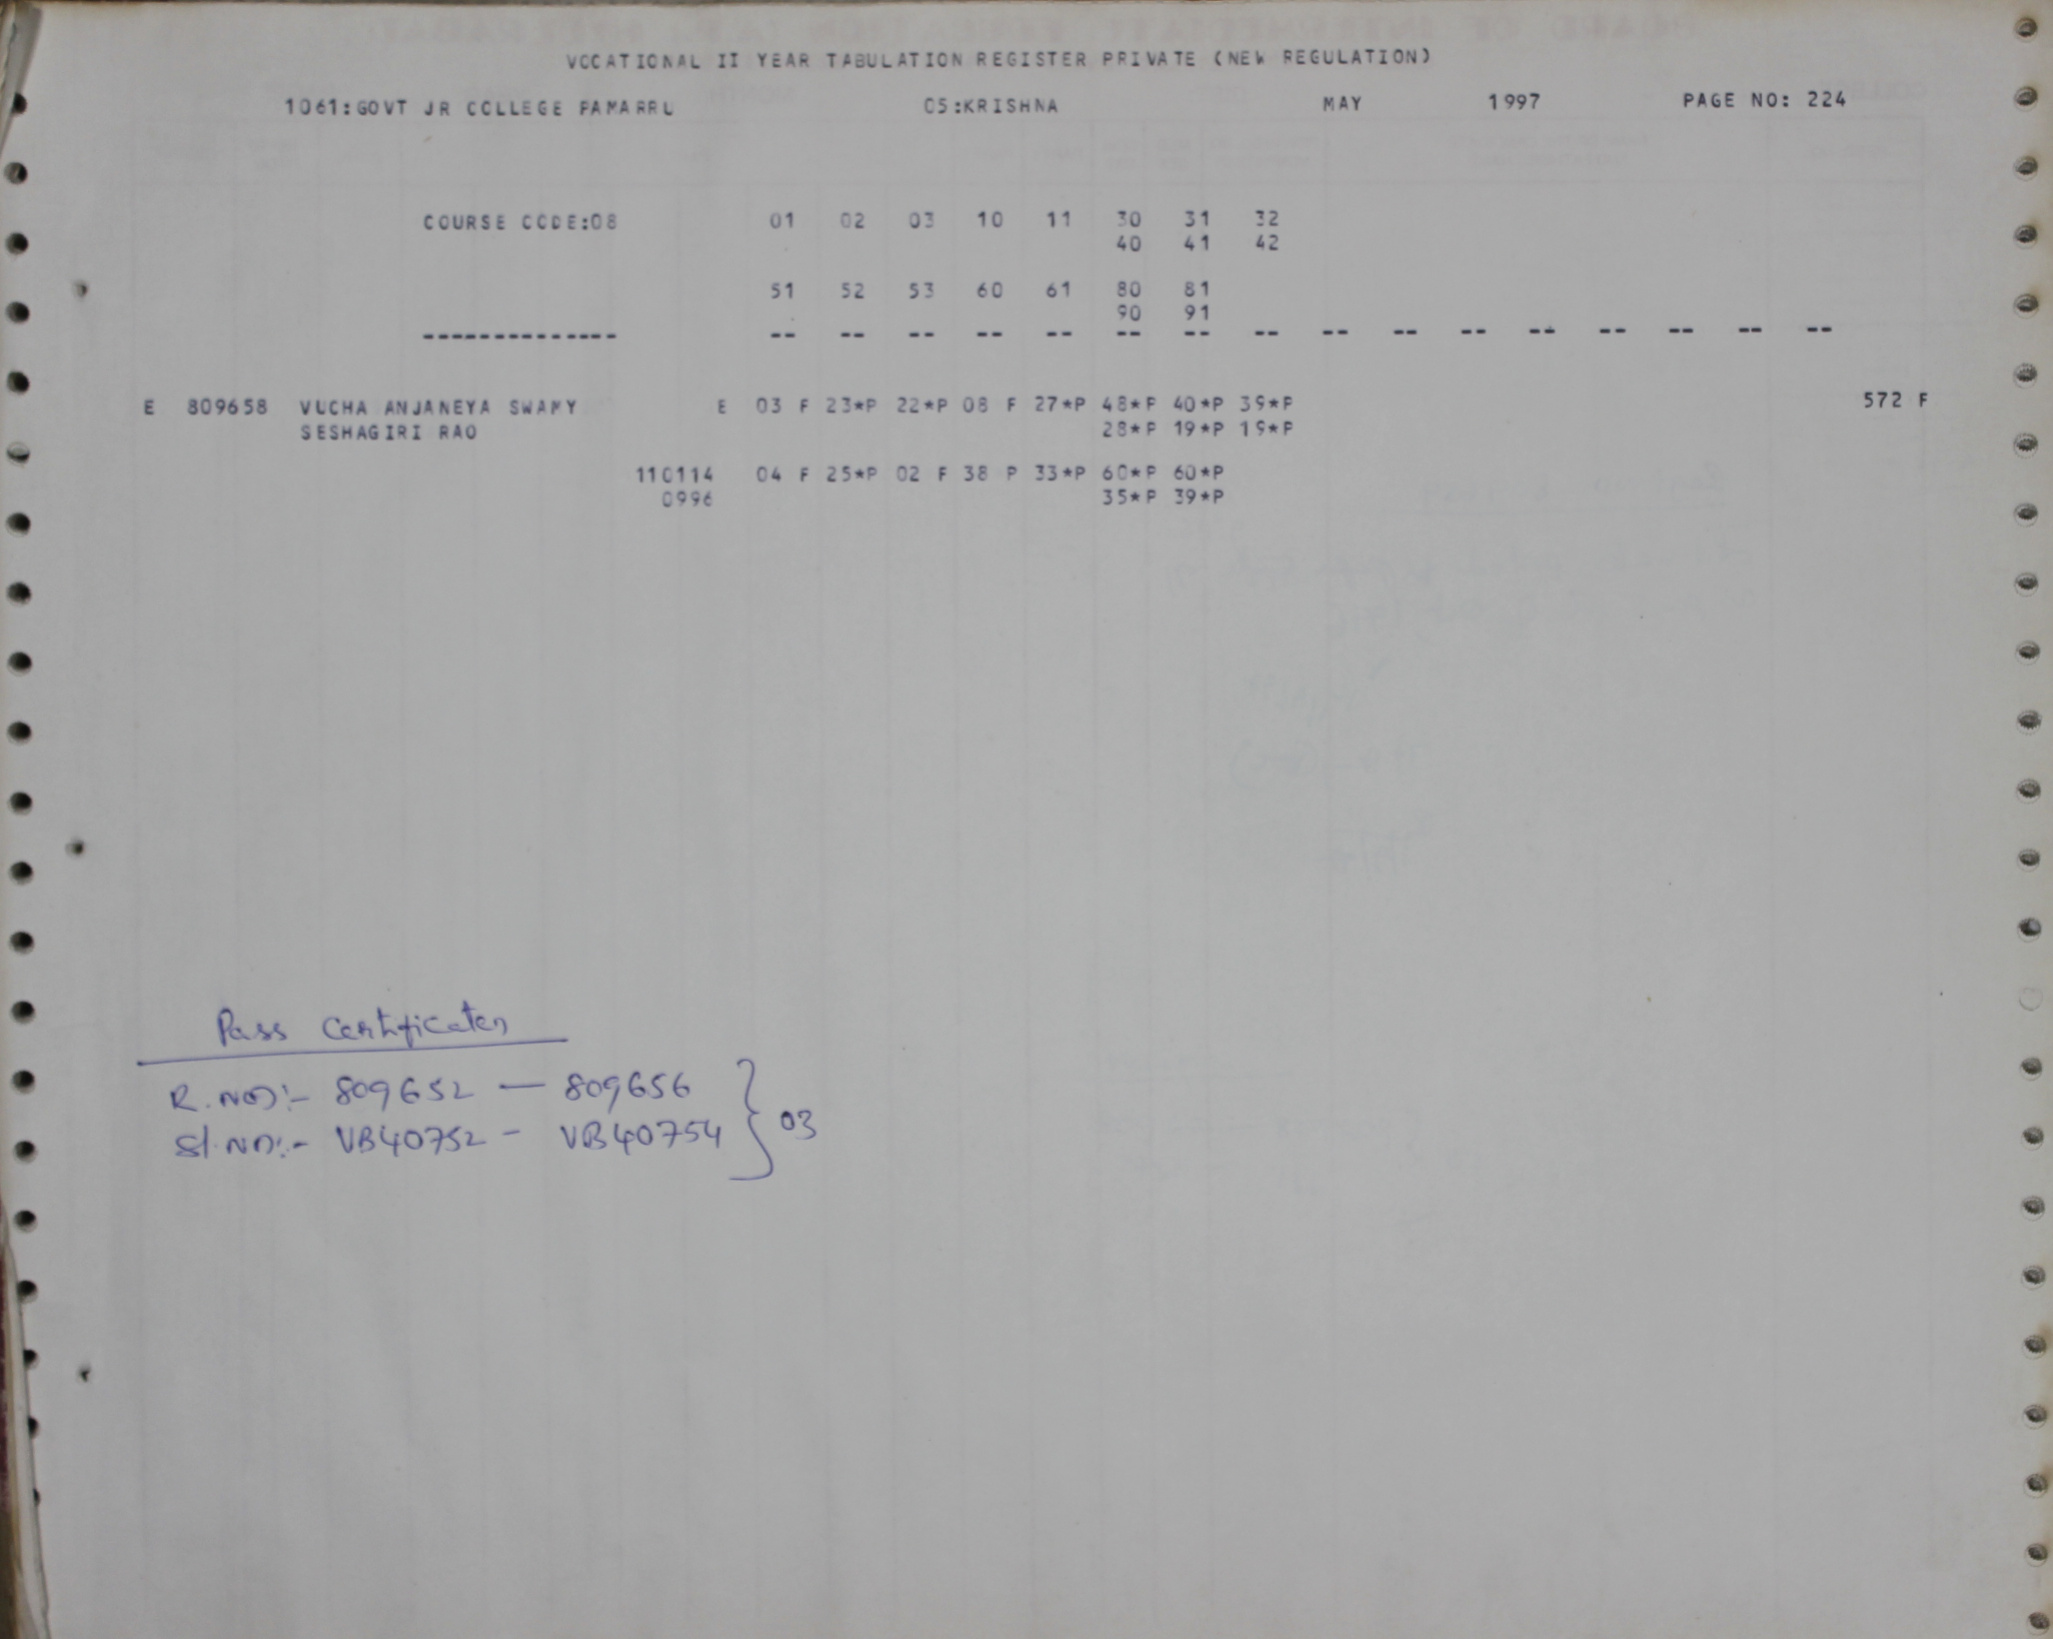 VOCATIONAL II YEAR TABULATION REGISTER PRIVATE (NEW REGULATION)
1061:GOVT JR COLLEGE PAMARRU 05:KRISHNA MAY 1997 PAGE NO: 224
COURSE CODE:08 01 02 03 10 11 30 31 32
40 41 42
51 52 53 60 61 80 81
90 91
-------------- -- -- -- -- -- -- -- -- -- -- -- -- -- -- -- --
E 809658 VUCHA ANJANEYA SWAMY E 03 F 23*P 22*P 08 F 27*P 48*P 40*P 39*P 572 F
SESHAGIRI RAO 28*P 19*P 19*P
110114 04 F 25*P 02 F 38 P 33*P 60*P 60*P
0996 35*P 39*P
Pass Certificates
R.No:- 809652 — 809656
Sl.No:- VB40752 - VB40754 } 03